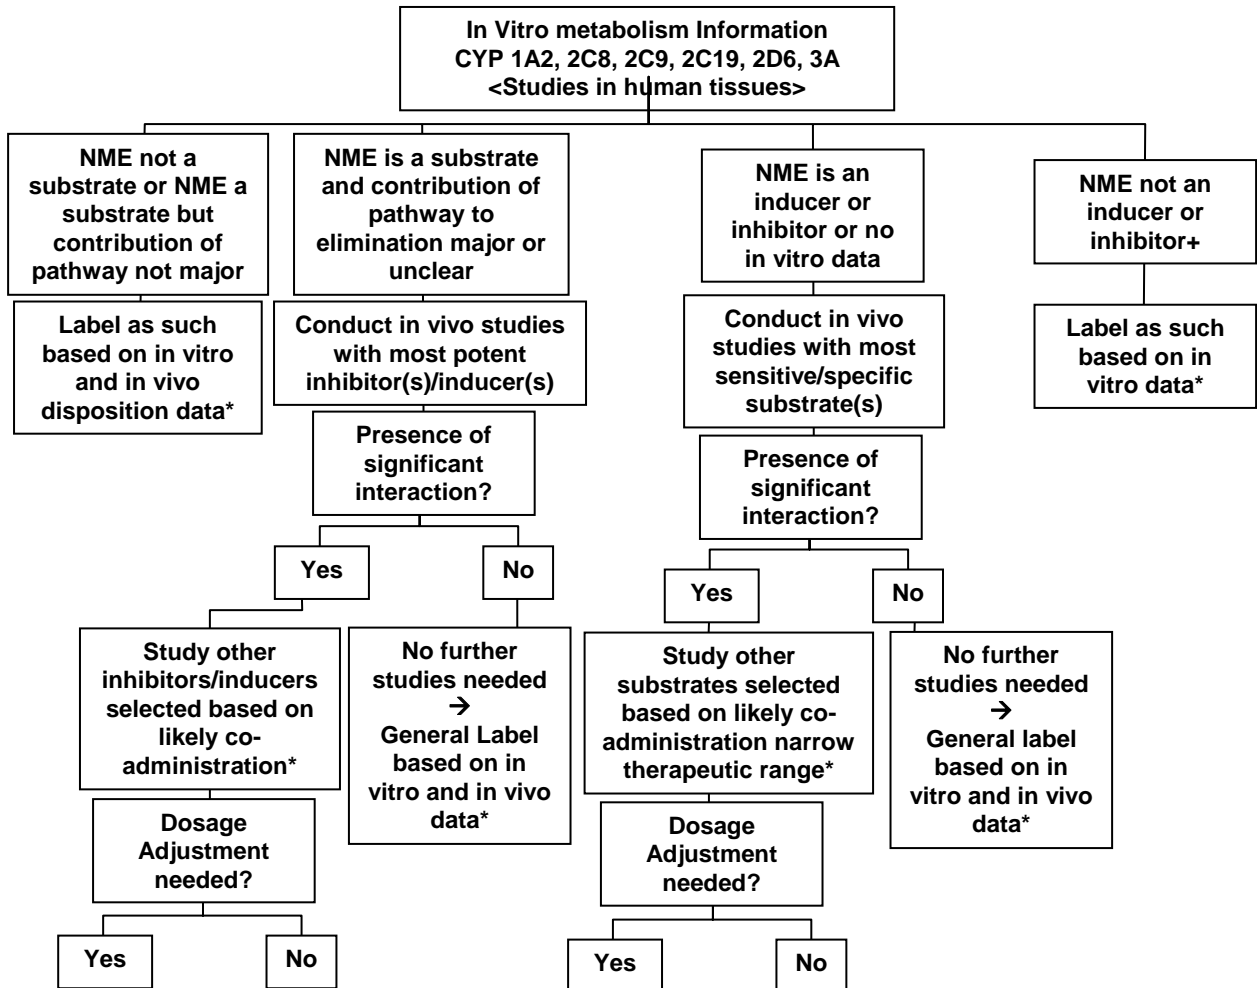 In Vitro metabolism Information
CYP 1A2, 2C8, 2C9, 2C19, 2D6, 3A
<Studies in human tissues>
NME not a
substrate or NME a
substrate but
contribution of
pathway not major
NME is a substrate
and contribution of
pathway to
elimination major or
unclear
NME is an
inducer or
inhibitor or no
in vitro data
NME not an
inducer or
inhibitor+
Label as such
based on in vitro
and in vivo
disposition data*
Conduct in vivo studies
with most potent
inhibitor(s)/inducer(s)
Conduct in vivo
studies with most
sensitive/specific
substrate(s)
Label as such
based on in
vitro data*
Presence of
significant
interaction?
Presence of
significant
interaction?
Yes
No
Yes
No
Study other
inhibitors/inducers
selected based on
likely co-
administration*
No further
studies needed
→
General Label
based on in
vitro and in vivo
data*
Study other
substrates selected
based on likely co-
administration narrow
therapeutic range*
No further
studies needed
→
General label
based on in
vitro and in vivo
data*
Dosage
Adjustment
needed?
Dosage
Adjustment
needed?
Yes
No
Yes
No